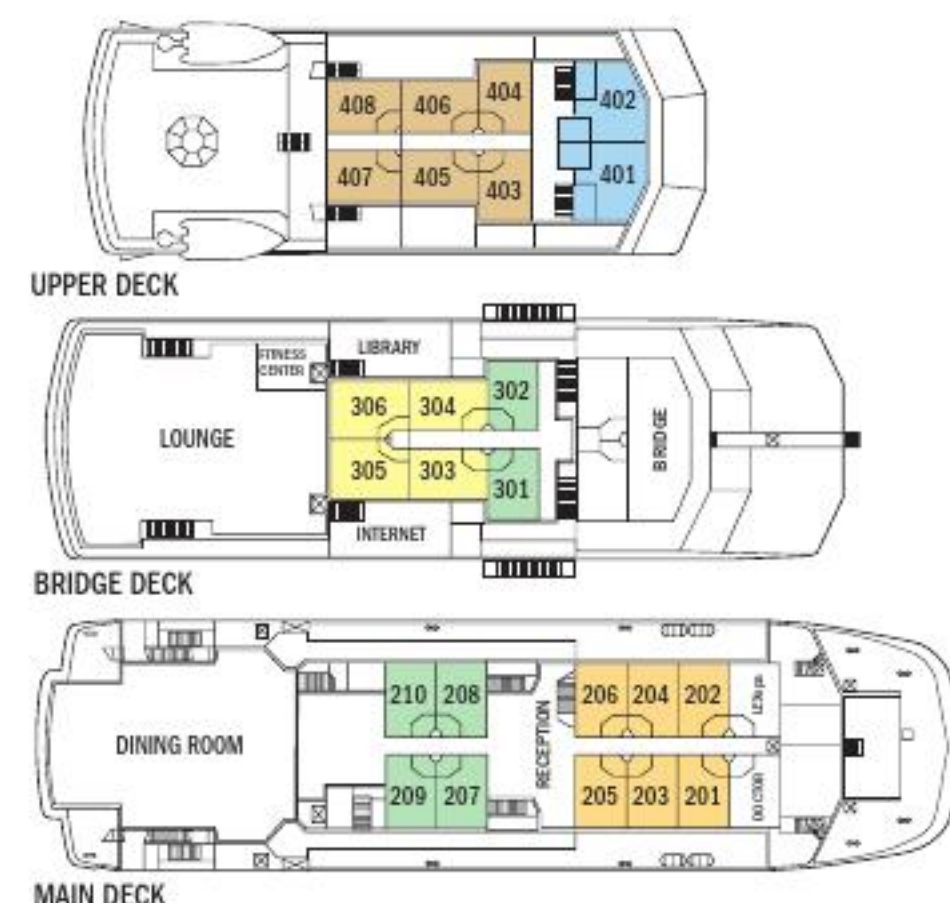 408 406 404 402
407 405 403 401
UPPER DECK
FITNESS
CENTER
LIBRARY
302
306 304
LOUNGE
BRIDGE
305 303
301
INTERNET
BRIDGE DECK
210 208 206 204 202
DINING ROOM
RECEPTION
209 207 205 203 201
DOCTOR
MAIN DECK